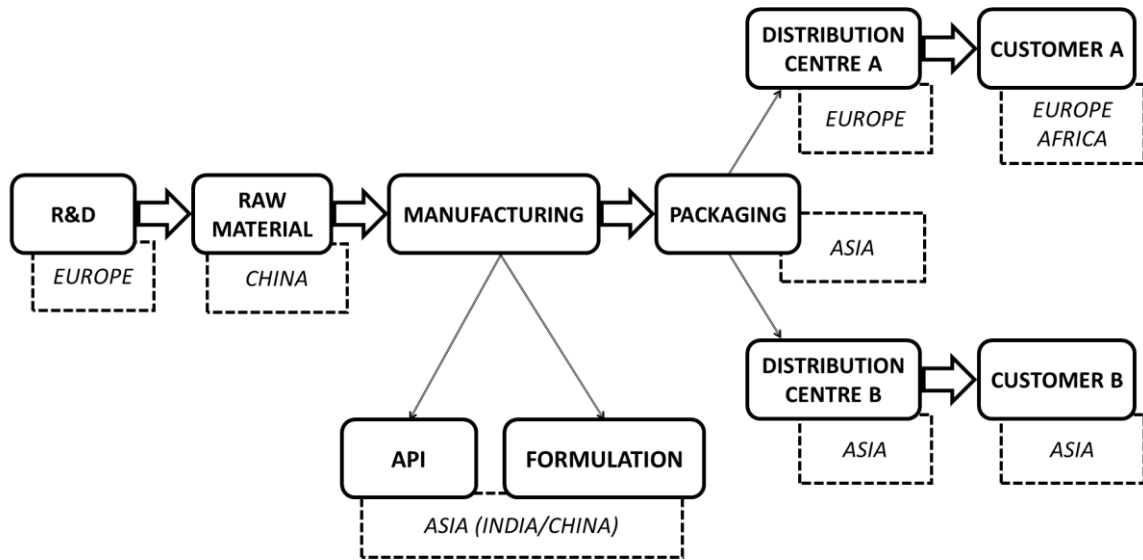 DISTRIBUTION
CENTRE A
CUSTOMER A
EUROPE
EUROPE
AFRICA
R&D
RAW
MATERIAL
MANUFACTURING
PACKAGING
EUROPE
CHINA
ASIA
DISTRIBUTION
CENTRE B
CUSTOMER B
ASIA
ASIA
API
FORMULATION
ASIA (INDIA/CHINA)